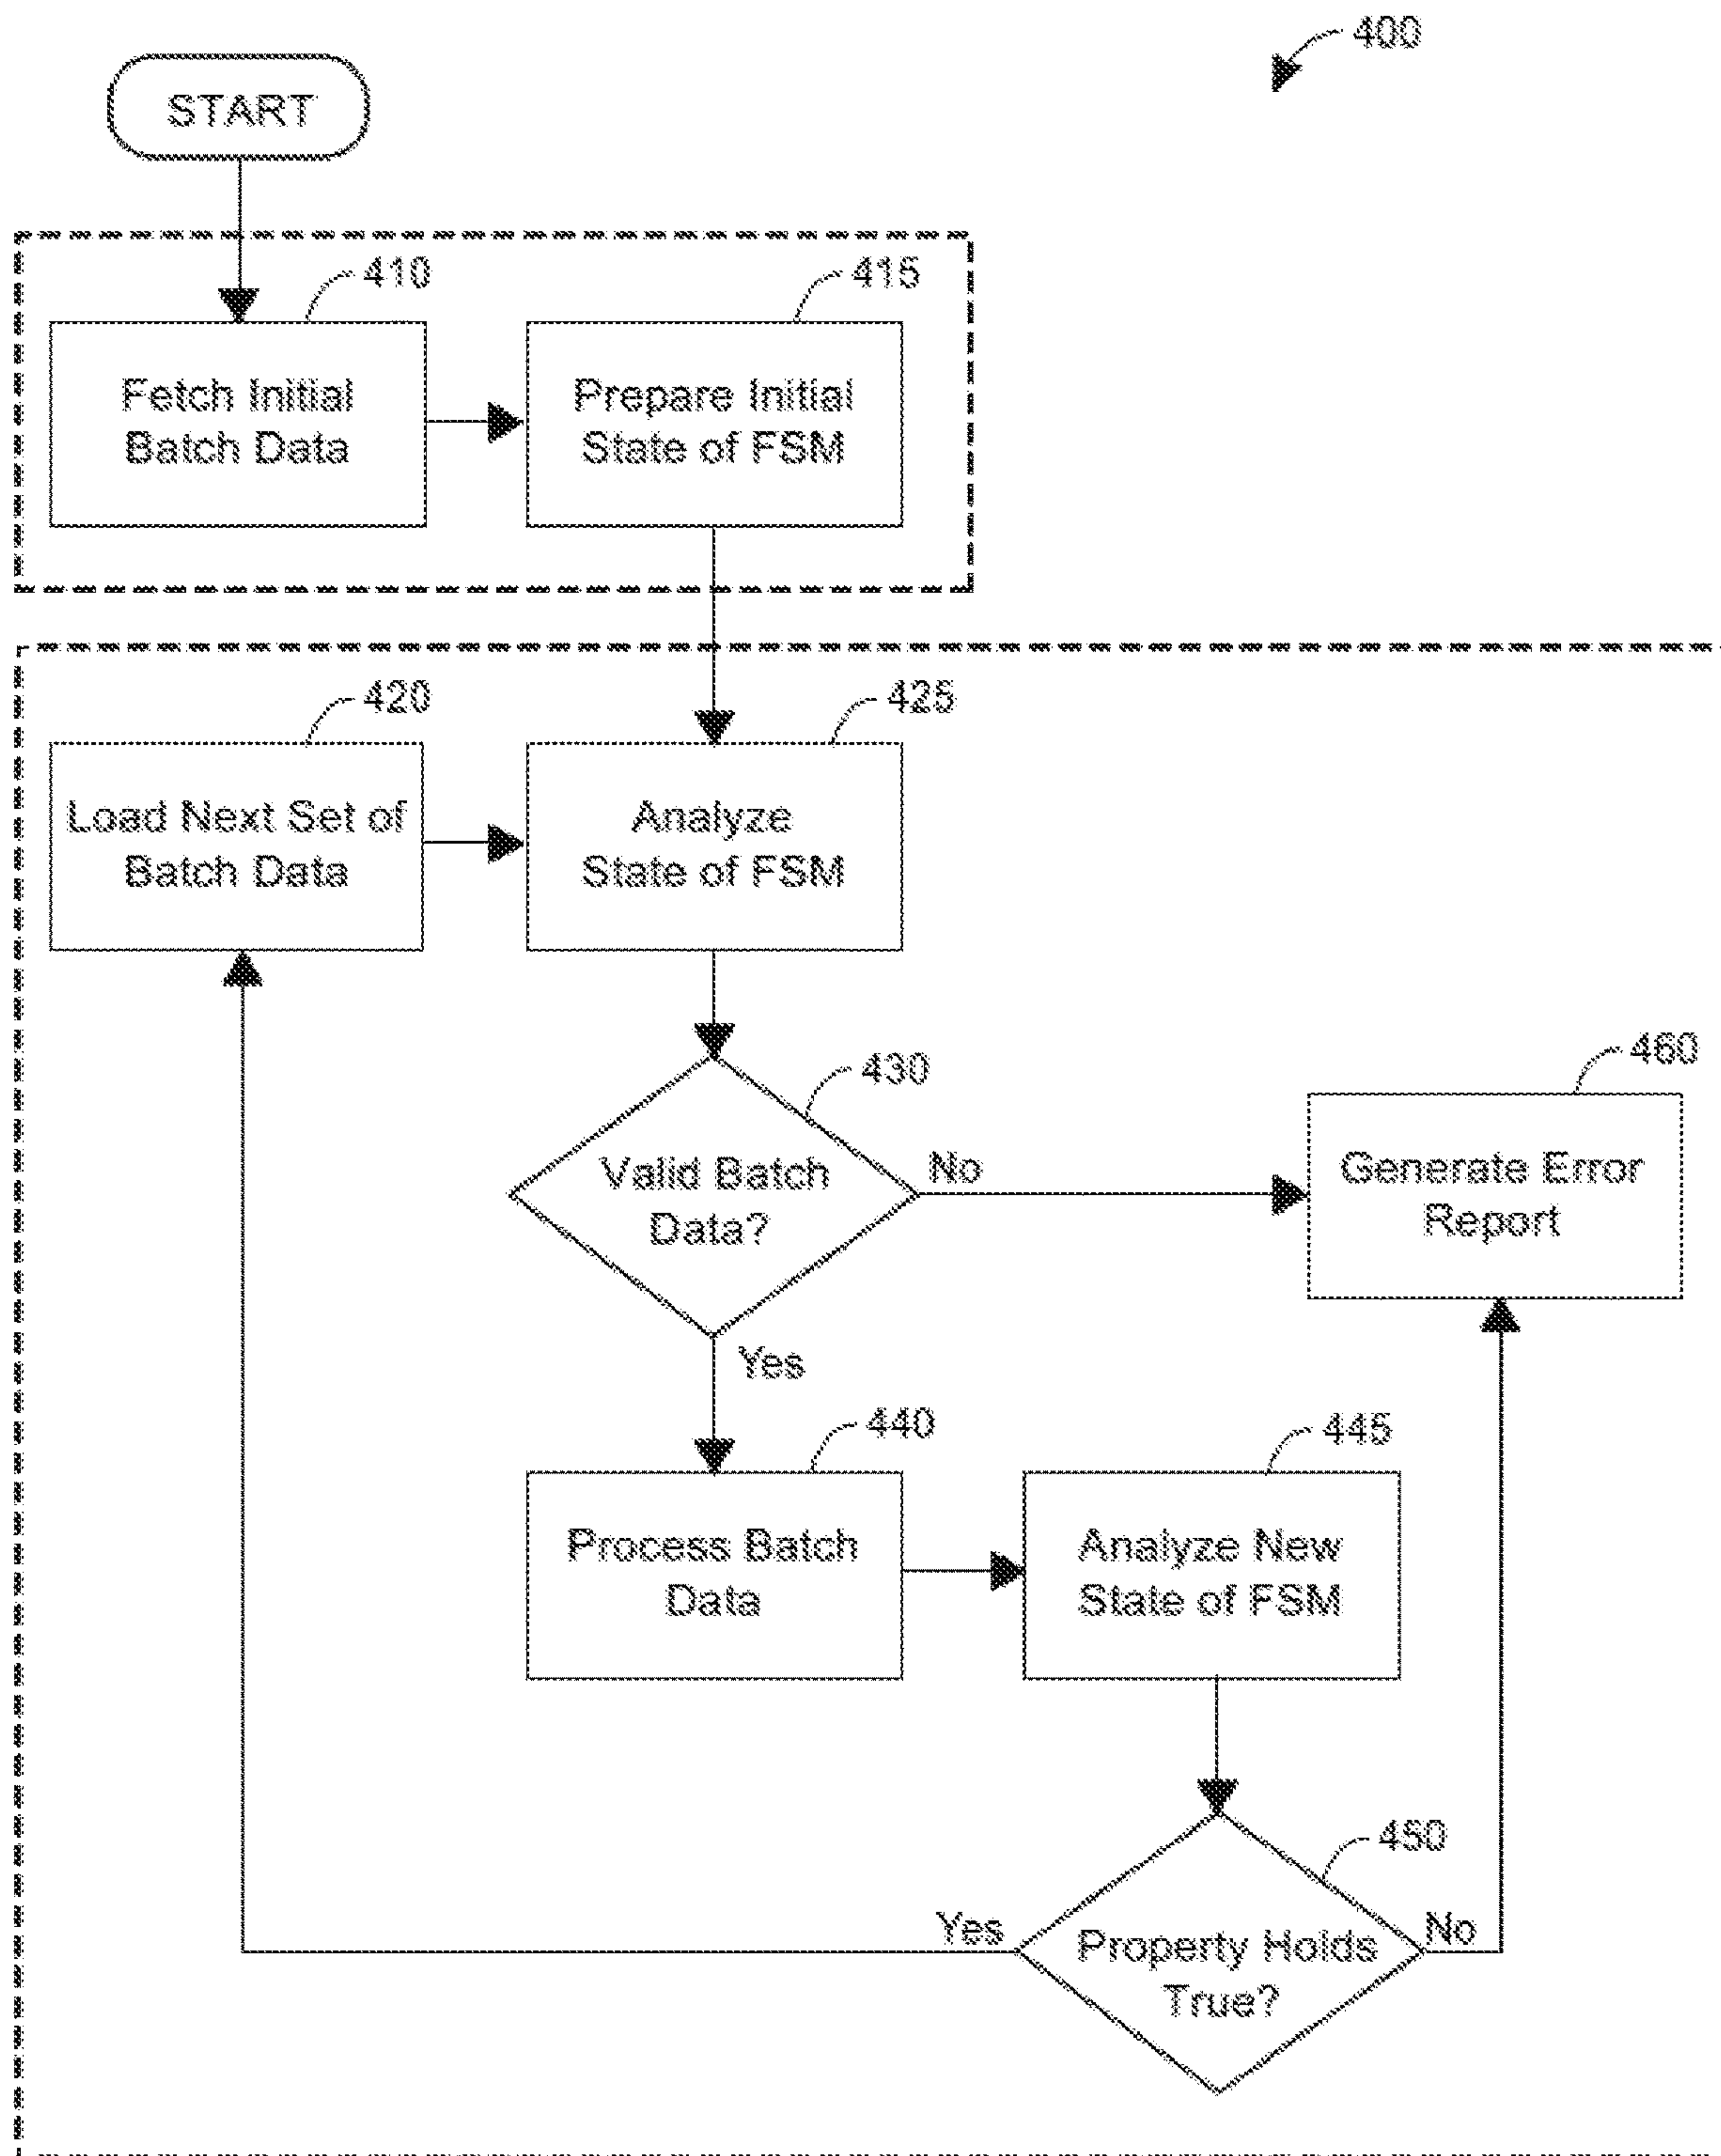 400
START
410
415
Fetch Initial
Batch Data
Prepare Initial
State of FSM
420
425
Load Next Set of
Batch Data
Analyze
State of FSM
430
460
Valid Batch
Data?
No
Generate Error
Report
Yes
440
445
Process Batch
Data
Analyze New
State of FSM
450
Yes
Property Holds
True?
No